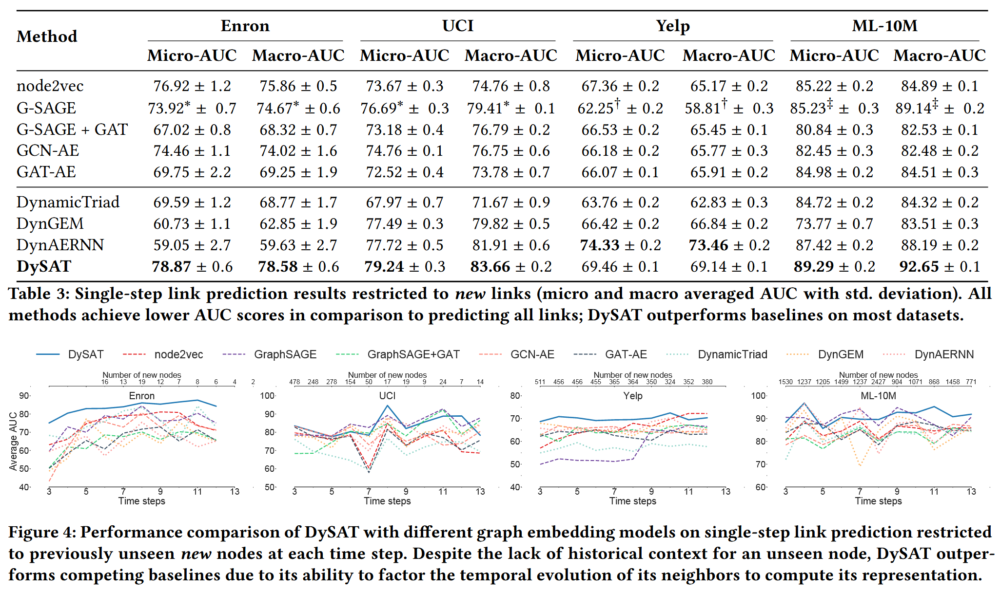 Method Enron UCI Yelp ML-10M
Micro-AUC Macro-AUC Micro-AUC Macro-AUC Micro-AUC Macro-AUC Micro-AUC Macro-AUC
node2vec 76.92 ± 1.2 75.86 ± 0.5 73.67 ± 0.3 74.76 ± 0.8 67.36 ± 0.2 65.17 ± 0.2 85.22 ± 0.2 84.89 ± 0.1
G-SAGE 73.92* ± 0.7 74.67* ± 0.6 76.69* ± 0.3 79.41* ± 0.1 62.25† ± 0.2 58.81† ± 0.3 85.23‡ ± 0.3 89.14‡ ± 0.2
G-SAGE + GAT 67.02 ± 0.8 68.32 ± 0.7 73.18 ± 0.4 76.79 ± 0.2 66.53 ± 0.2 65.45 ± 0.1 80.84 ± 0.3 82.53 ± 0.1
GCN-AE 74.46 ± 1.1 74.02 ± 1.6 74.76 ± 0.1 76.75 ± 0.6 66.18 ± 0.2 65.77 ± 0.3 82.45 ± 0.3 82.48 ± 0.2
GAT-AE 69.75 ± 2.2 69.25 ± 1.9 72.52 ± 0.4 73.78 ± 0.7 66.07 ± 0.1 65.91 ± 0.2 84.98 ± 0.2 84.51 ± 0.3
DynamicTriad 69.59 ± 1.2 68.77 ± 1.7 67.97 ± 0.7 71.67 ± 0.9 63.76 ± 0.2 62.83 ± 0.3 84.72 ± 0.2 84.32 ± 0.2
DynGEM 60.73 ± 1.1 62.85 ± 1.9 77.49 ± 0.3 79.82 ± 0.5 66.42 ± 0.2 66.84 ± 0.2 73.77 ± 0.7 83.51 ± 0.3
DynAERNN 59.05 ± 2.7 59.63 ± 2.7 77.72 ± 0.5 81.91 ± 0.6 74.33 ± 0.2 73.46 ± 0.2 87.42 ± 0.2 88.19 ± 0.2
DySAT 78.87 ± 0.6 78.58 ± 0.6 79.24 ± 0.3 83.66 ± 0.2 69.46 ± 0.1 69.14 ± 0.1 89.29 ± 0.2 92.65 ± 0.1
Table 3: Single-step link prediction results restricted to new links (micro and macro averaged AUC with std. deviation). All
methods achieve lower AUC scores in comparison to predicting all links; DySAT outperforms baselines on most datasets.
DySAT node2vec GraphSAGE GraphSAGE+GAT GCN-AE GAT-AE DynamicTriad DynGEM DynAERNN
Number of new nodes
16 13 19 12 7 8 6 4 2
Enron
Average AUC
90
80
70
60
50
40
3 5 7 9 11 13
Time steps
Number of new nodes
478 248 278 154 50 17 19 9 24 7 14
UCI
100
90
80
70
60
50
3 5 7 9 11 13
Time steps
Number of new nodes
511 456 456 455 365 364 350 324 352 380
Yelp
80
70
60
50
40
3 5 7 9 11 13
Time steps
Number of new nodes
1530 1237 1205 1499 1237 2427 904 1071 868 1458 771
ML-10M
100
90
80
70
60
3 5 7 9 11 13
Time steps
Figure 4: Performance comparison of DySAT with different graph embedding models on single-step link prediction restricted
to previously unseen new nodes at each time step. Despite the lack of historical context for an unseen node, DySAT outper-
forms competing baselines due to its ability to factor the temporal evolution of its neighbors to compute its representation.